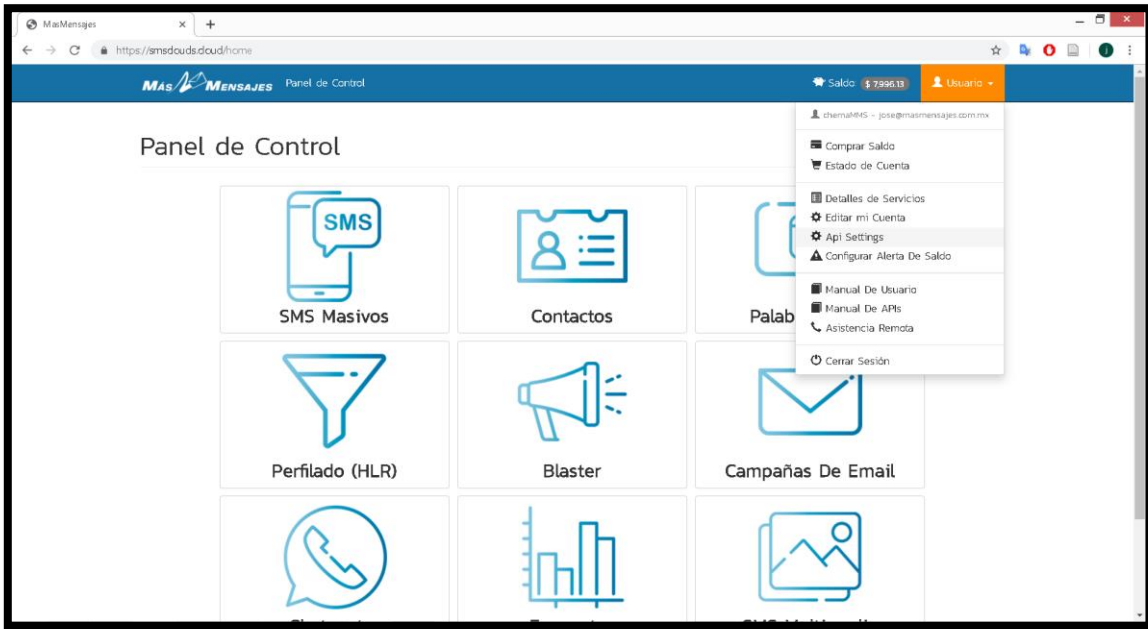 MasMensajes
https://smsclouds.cloud/home
MÁS MENSAJES Panel de Control Saldo: $ 7,996.13 Usuario
chemaMMS - jose@masmensajes.com.mx
Panel de Control
Comprar Saldo
Estado de Cuenta
Detalles de Servicios
Editar mi Cuenta
Api Settings
Configurar Alerta De Saldo
Manual De Usuario
Manual De APIs
Asistencia Remota
Cerrar Sesión
SMS
SMS Masivos Contactos Palab
Perfilado (HLR) Blaster Campañas De Email